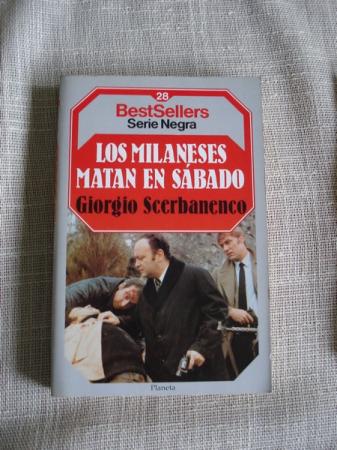 28
BestSellers
Serie Negra
LOS MILANESES
MATAN EN SÁBADO
Giorgio Scerbanenco
Planeta